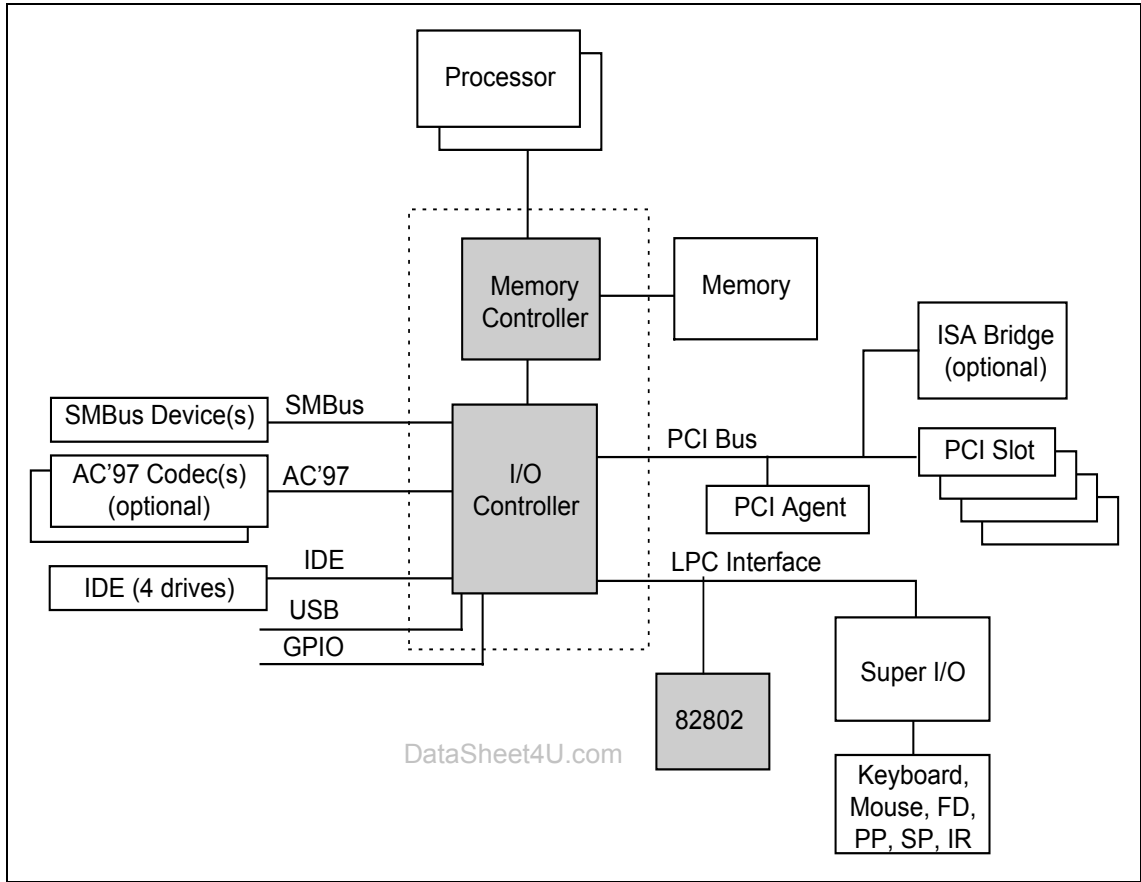 Processor
Memory
Controller
Memory
ISA Bridge
(optional)
SMBus Device(s)
SMBus
PCI Bus
PCI Slot
AC’97 Codec(s)
(optional)
AC’97
I/O
Controller
PCI Agent
IDE
LPC Interface
IDE (4 drives)
USB
GPIO
Super I/O
82802
DataSheet4U.com
Keyboard,
Mouse, FD,
PP, SP, IR